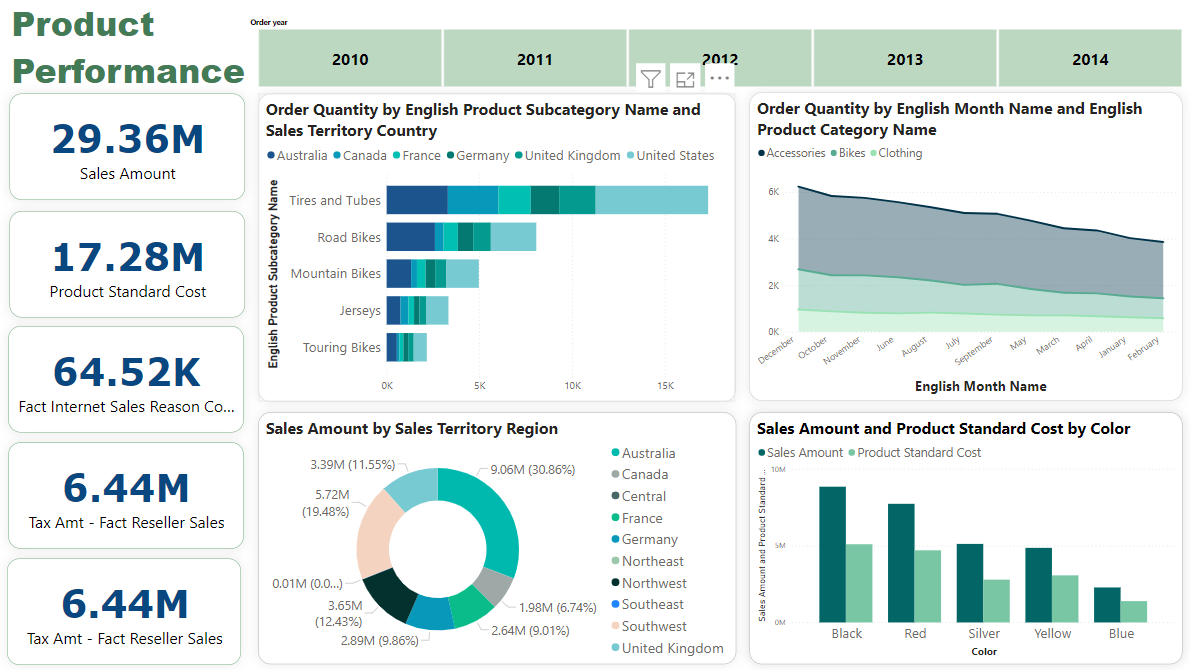 Product
Performance
Order year
2010
2011
2012
2013
2014
29.36M
Sales Amount
17.28M
Product Standard Cost
64.52K
Fact Internet Sales Reason Co...
6.44M
Tax Amt - Fact Reseller Sales
6.44M
Tax Amt - Fact Reseller Sales
Order Quantity by English Product Subcategory Name and
Sales Territory Country
Australia Canada France Germany United Kingdom United States
English Product Subcategory Name
Tires and Tubes
Road Bikes
Mountain Bikes
Jerseys
Touring Bikes
0K 5K 10K 15K
Order Quantity by English Month Name and English
Product Category Name
Accessories Bikes Clothing
6K
4K
2K
0K
December October November June August July September May March April January February
English Month Name
Sales Amount by Sales Territory Region
9.06M (30.86%)
1.98M (6.74%)
2.64M (9.01%)
2.89M (9.86%)
3.65M
(12.43%)
0.01M (0.0...)
5.72M
(19.48%)
3.39M (11.55%)
Australia
Canada
Central
France
Germany
Northeast
Northwest
Southeast
Southwest
United Kingdom
Sales Amount and Product Standard Cost by Color
Sales Amount Product Standard Cost
Sales Amount and Product Standard ...
10M
5M
0M
Black Red Silver Yellow Blue
Color